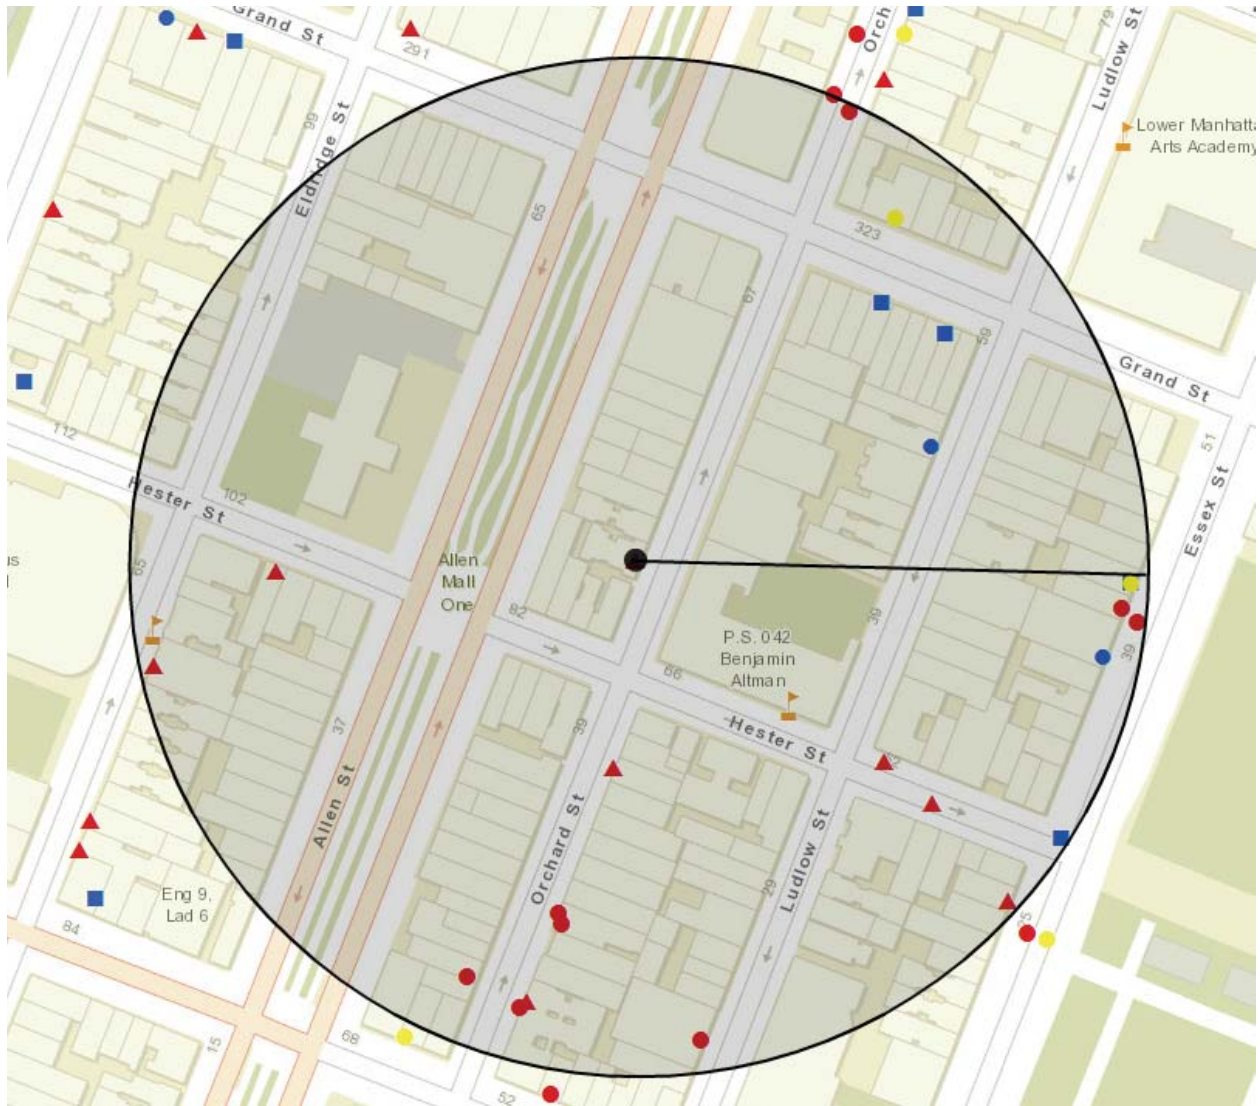 Grand St
291
Orch
79
Ludlow St
99
Eldridge St
65
Lower Manhatta
Arts Academy
323
67
59
Grand St
51
Essex St
112
102
Hester St
65
Allen
Mall
One
82
39
39
P.S. 042
Benjamin
Altman
66
Hester St
52
37
39
Allen St
Orchard St
29
Ludlow St
Eng 9,
Lad 6
84
68
15
52